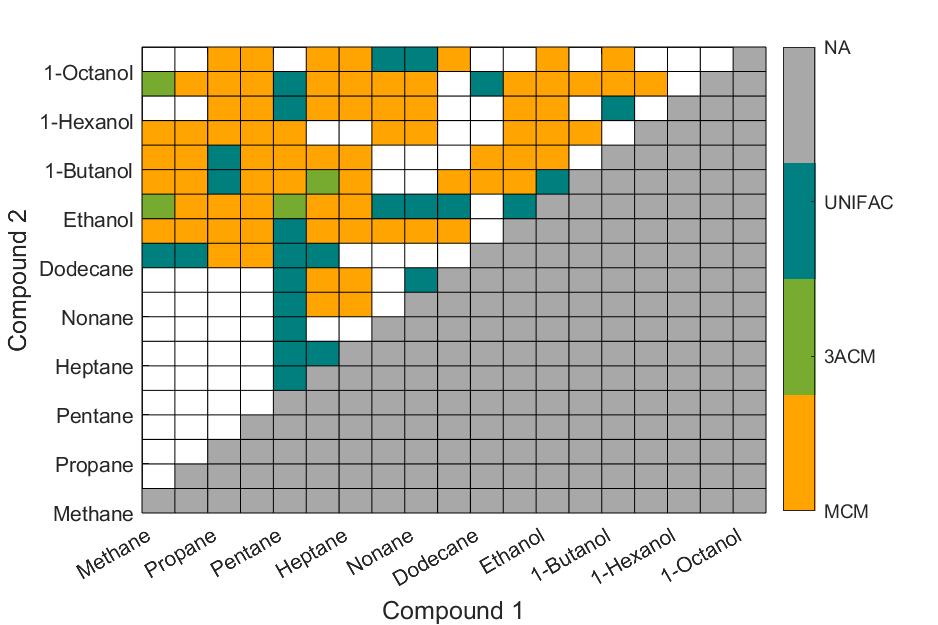 NA
1-Octanol
1-Hexanol
UNIFAC
1-Butanol
Ethanol
Dodecane
Nonane
3ACM
Heptane
Pentane
Propane
Methane
MCM
Compound 2
Methane
Propane
Pentane
Heptane
Nonane
Dodecane
Ethanol
1-Butanol
1-Hexanol
1-Octanol
Compound 1